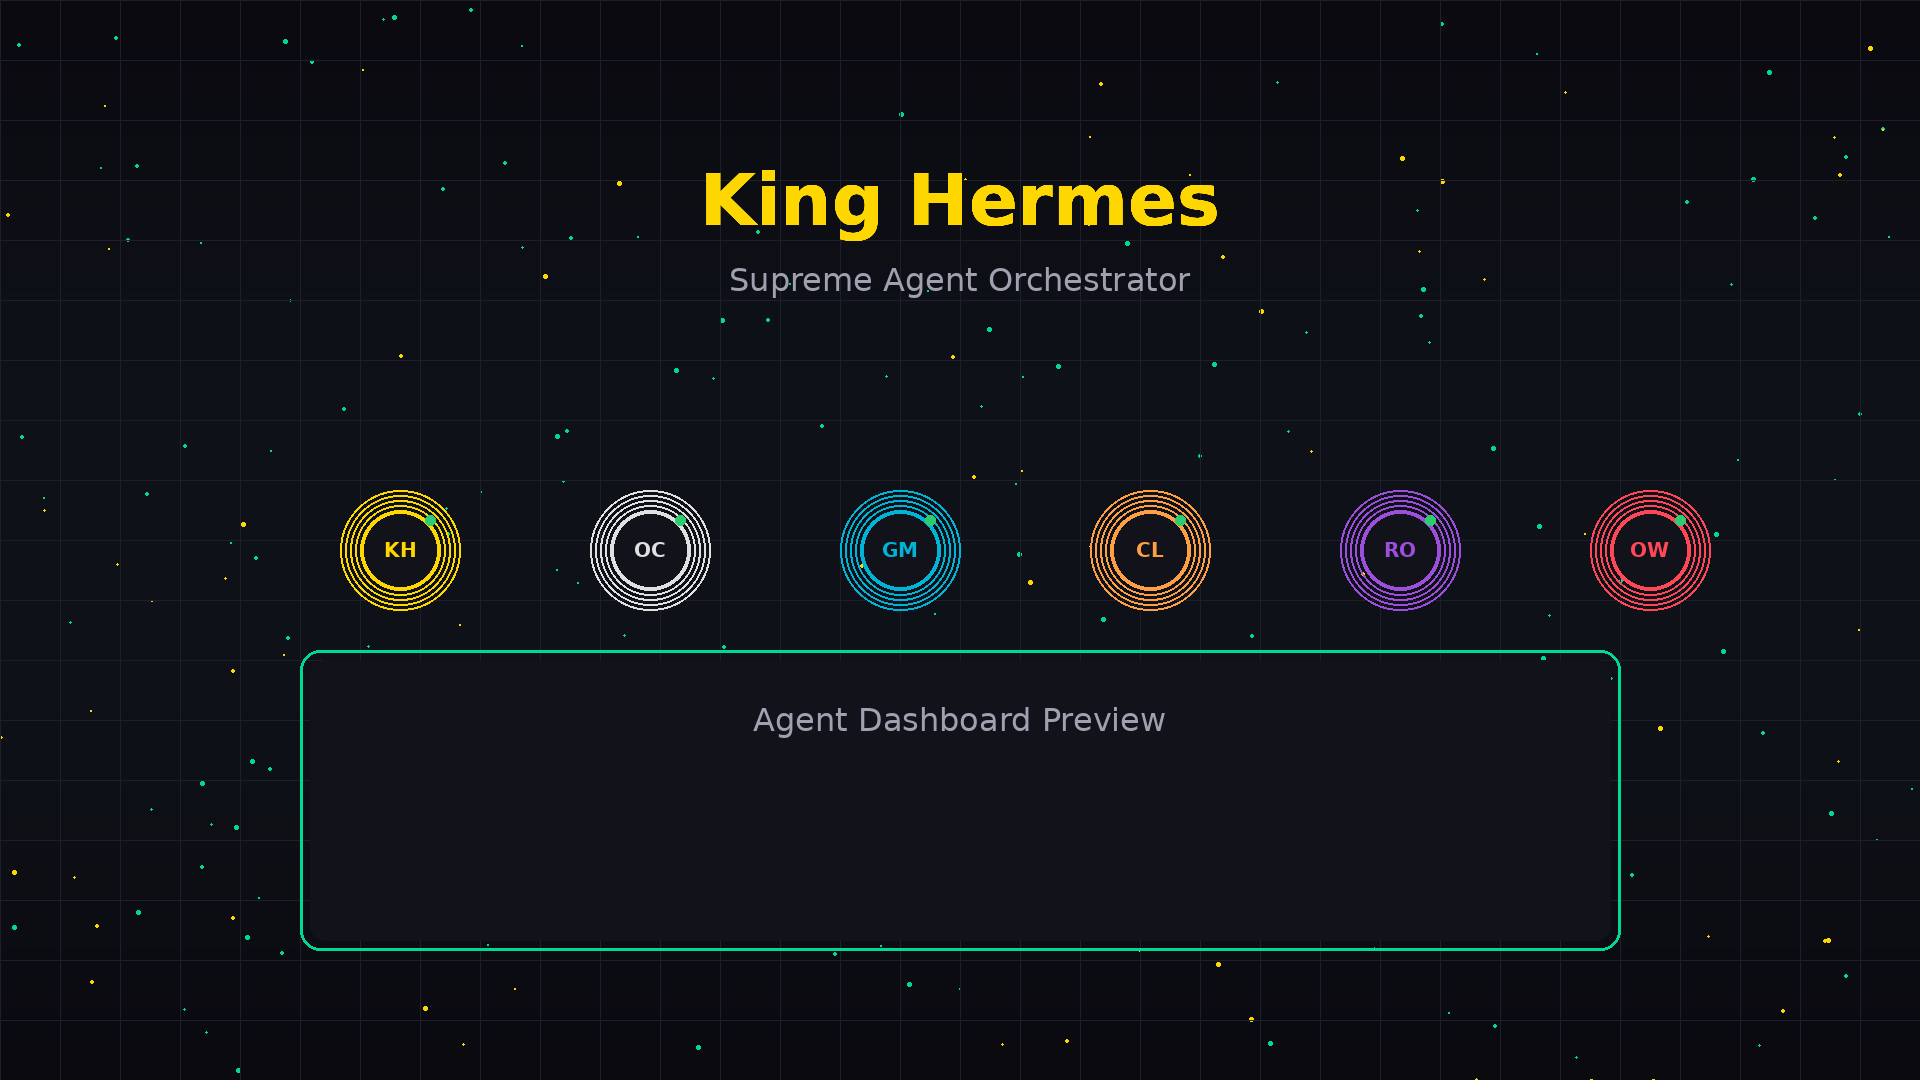 King Hermes
Supreme Agent Orchestrator
KH OC GM CL RO OW
Agent Dashboard Preview